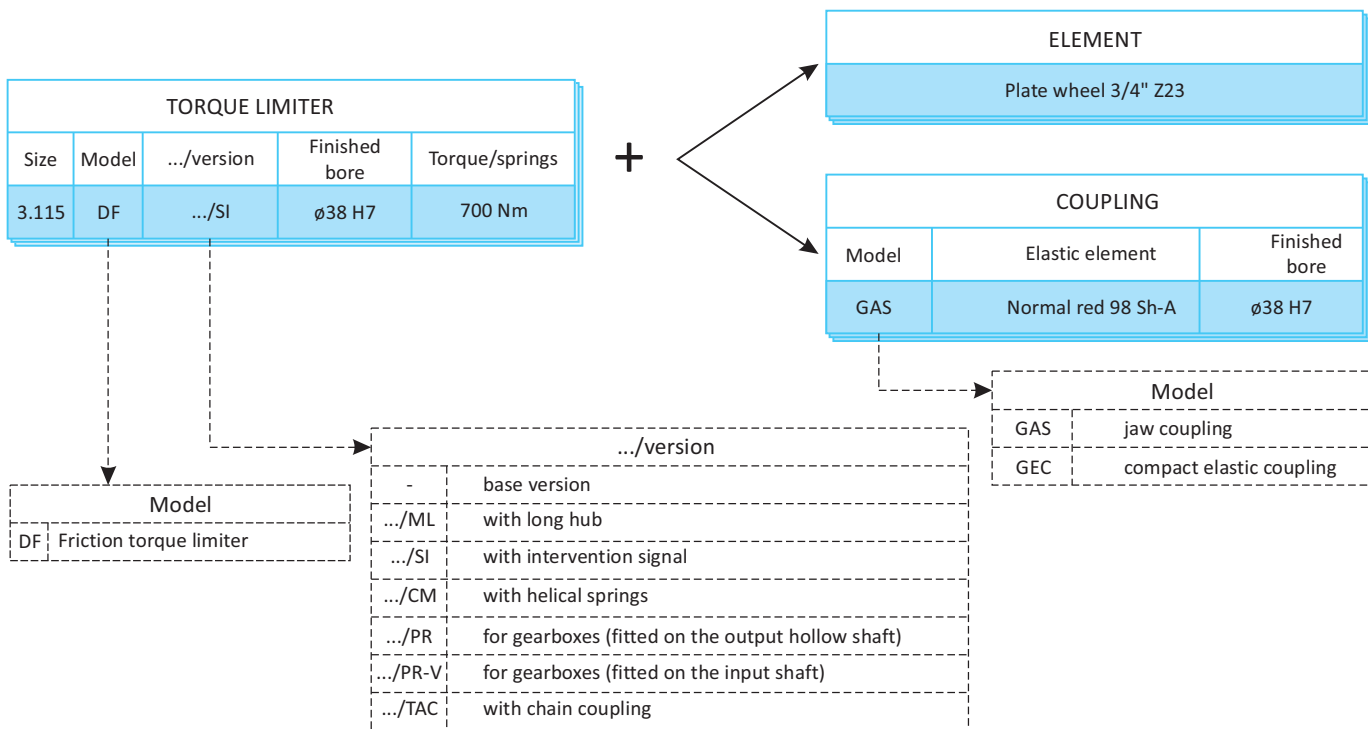 TORQUE LIMITER
Size Model .../version Finished bore Torque/springs
3.115 DF .../SI ø38 H7 700 Nm
+
ELEMENT
Plate wheel 3/4" Z23
COUPLING
Model Elastic element Finished bore
GAS Normal red 98 Sh-A ø38 H7
Model
GAS jaw coupling
GEC compact elastic coupling
Model
DF Friction torque limiter
.../version
- base version
.../ML with long hub
.../SI with intervention signal
.../CM with helical springs
.../PR for gearboxes (fitted on the output hollow shaft)
.../PR-V for gearboxes (fitted on the input shaft)
.../TAC with chain coupling